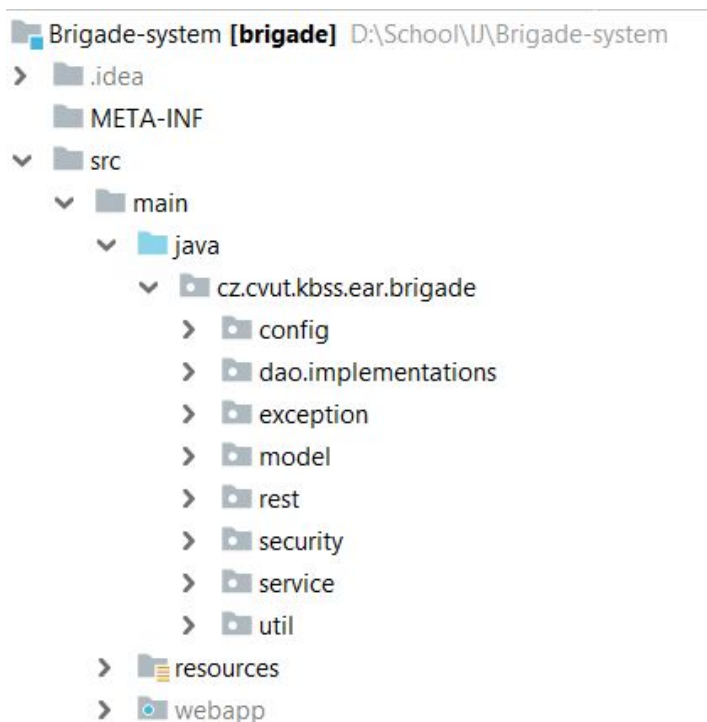 Brigade-system [brigade] D:\School\IJ\Brigade-system
.idea
META-INF
src
main
java
cz.cvut.kbss.ear.brigade
config
dao.implementations
exception
model
rest
security
service
util
resources
webapp